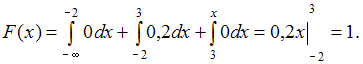 F(x) = ∫_{-∞}^{-2} 0dx + ∫_{-2}^{3} 0,2dx + ∫_{3}^{x} 0dx = 0,2x|_{-2}^{3} = 1.